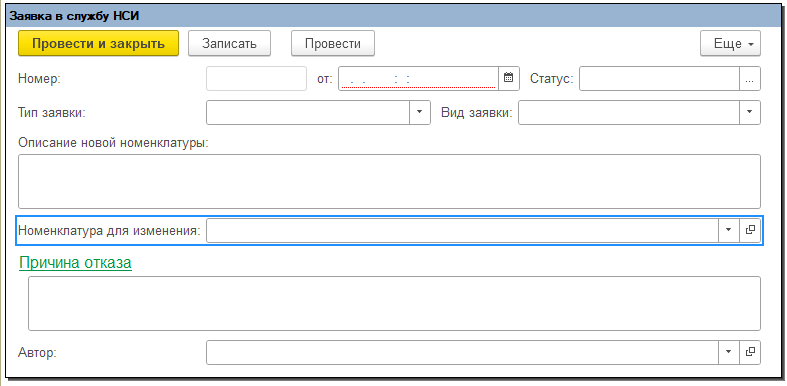 Заявка в службу НСИ
Провести и закрыть Записать Провести Еще
Номер: от: . . : : Статус: ...
Тип заявки: Вид заявки:
Описание новой номенклатуры:
Номенклатура для изменения:
Причина отказа
Автор: